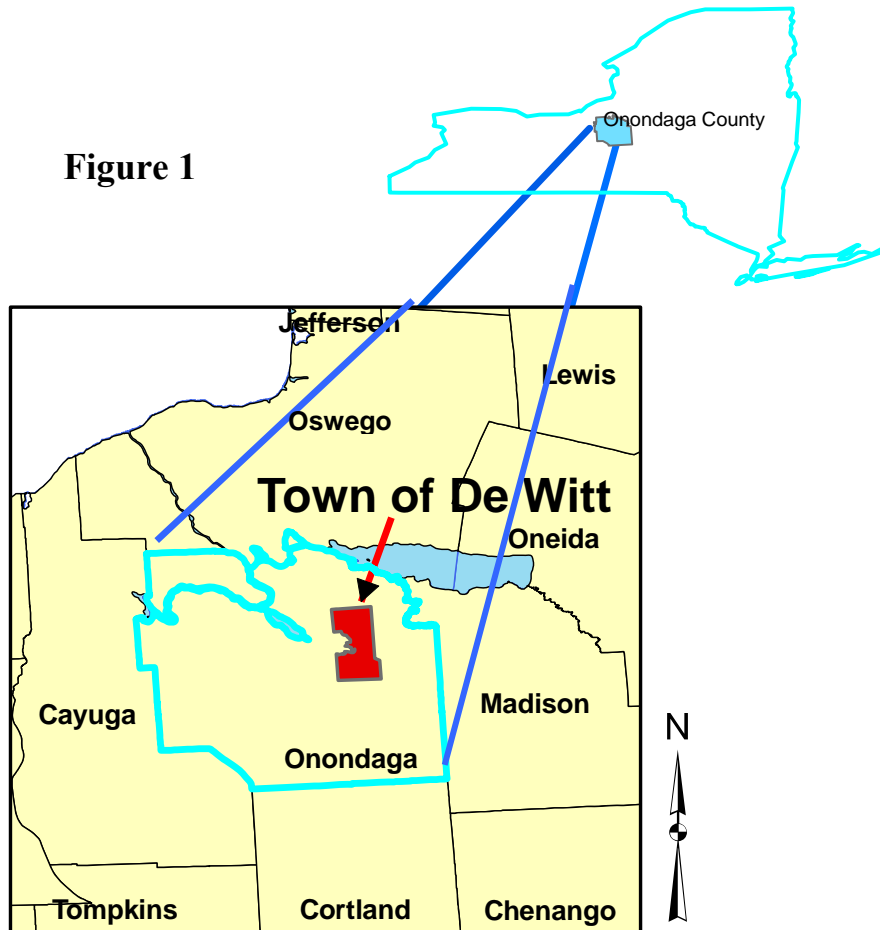 Onondaga County
Figure 1
Jefferson
Lewis
Oswego
Town of De Witt
Oneida
Cayuga
Madison
N
Onondaga
Tompkins
Cortland
Chenango